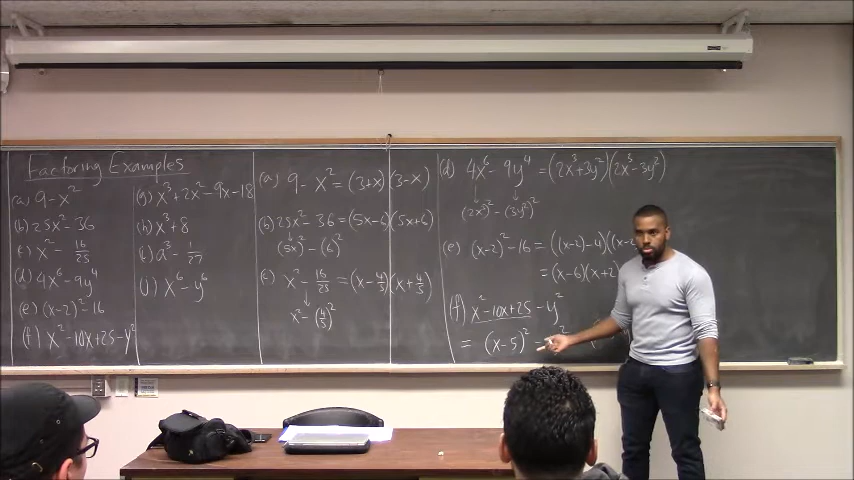 Factoring Examples
(a) 9 - x²
(b) 25x² - 36
(c) x² - 16/25
(d) 4x⁶ - 9y⁴
(e) (x-2)² - 16
(f) x² - 10x + 25 - y²
(g) x³ + 2x² - 9x - 18
(h) x³ + 8
(i) a³ - 1/27
(j) x⁶ - y⁶
(a) 9 - x² = (3+x)(3-x)
(b) 25x² - 36 = (5x-6)(5x+6)
(5x)² - (6)²
(c) x² - 16/25 = (x - 4/5)(x + 4/5)
x² - (4/5)²
(d) 4x⁶ - 9y⁴ = (2x³+3y²)(2x³-3y²)
(2x³)² - (3y²)²
(e) (x-2)² - 16 = ((x-2)-4)((x-2
= (x-6)(x+2)
(f) x² - 10x + 25 - y²
= (x-5)² -